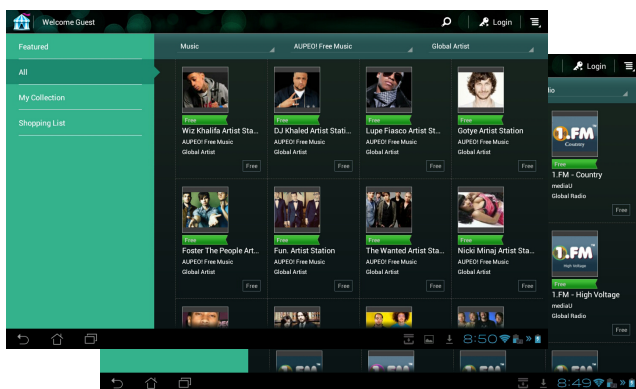 Welcome Guest
Login
Featured
All
My Collection
Shopping List
Music
AUPEO! Free Music
Global Artist
Free
Wiz Khalifa Artist Sta...
AUPEO! Free Music
Global Artist
Free
Free
DJ Khaled Artist Stati...
AUPEO! Free Music
Global Artist
Free
Free
Lupe Fiasco Artist St...
AUPEO! Free Music
Global Artist
Free
Free
Gotye Artist Station
AUPEO! Free Music
Global Artist
Free
Free
Foster The People Art...
AUPEO! Free Music
Global Artist
Free
Free
Fun. Artist Station
AUPEO! Free Music
Global Artist
Free
Free
The Wanted Artist Sta...
AUPEO! Free Music
Global Artist
Free
Free
Nicki Minaj Artist Sta...
AUPEO! Free Music
Global Artist
Free
8:50
Login
dio
1.FM
Country
Free
1.FM - Country
mediaU
Global Radio
Free
1.FM
High Voltage
Free
1.FM - High Voltage
mediaU
Global Radio
Free
8:49